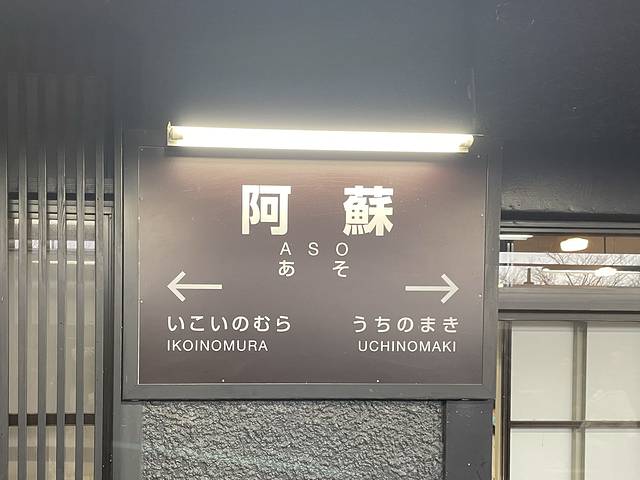 阿蘇
ASO
あそ
← →
いこいのむら うちのまき
IKOINOMURA UCHINOMAKI